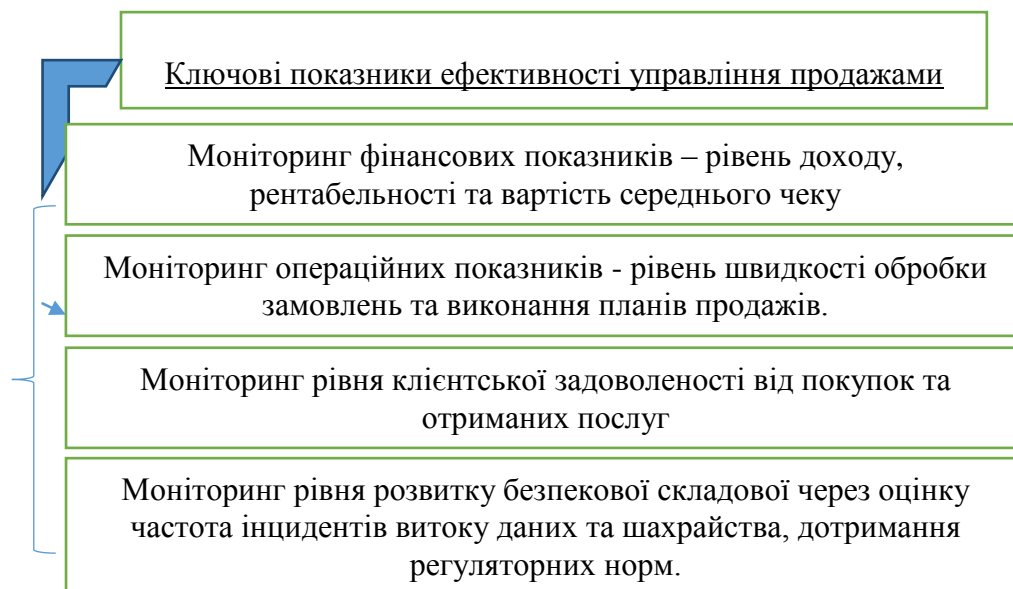 Ключові показники ефективності управління продажами
Моніторинг фінансових показників – рівень доходу,
рентабельності та вартість середнього чеку
Моніторинг операційних показників - рівень швидкості обробки
замовлень та виконання планів продажів.
Моніторинг рівня клієнтської задоволеності від покупок та
отриманих послуг
Моніторинг рівня розвитку безпекової складової через оцінку
частота інцидентів витоку даних та шахрайства, дотримання
регуляторних норм.